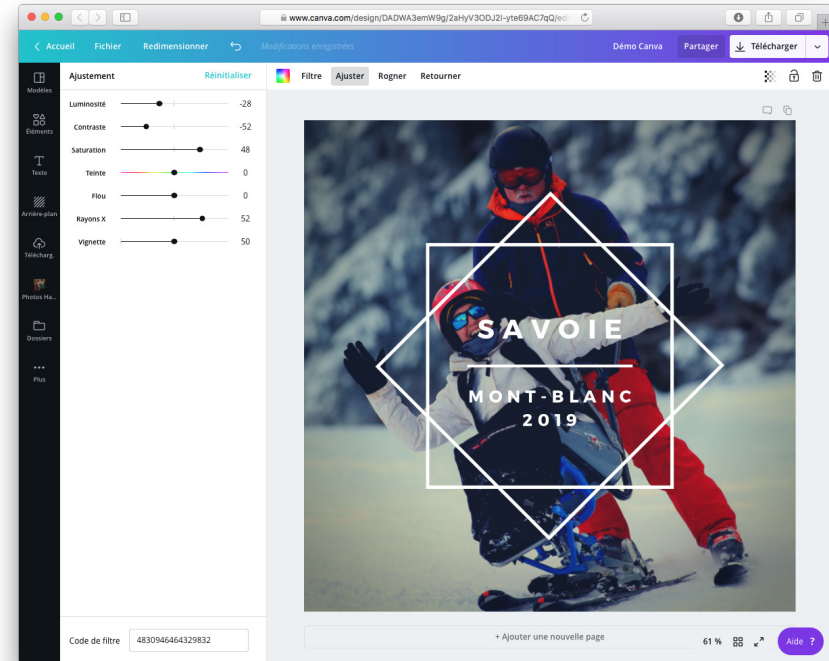 www.canva.com/design/DADWA3emW9g/2aHyV3ODJ2l-yte69AC7qQ/edi
Accueil Fichier Redimensionner Modifications enregistrées Démo Canva Partager Télécharger
Modèles
Éléments
Texte
Arrière-plan
Télécharg.
Photos Ha...
Dossiers
Plus
Ajustement Réinitialiser
Luminosité -28
Contraste -52
Saturation 48
Teinte 0
Flou 0
Rayons X 52
Vignette 50
Code de filtre 4830946464329832
Filtre Ajuster Rogner Retourner
SAVOIE
MONT-BLANC
2019
+ Ajouter une nouvelle page
61 % Aide ?